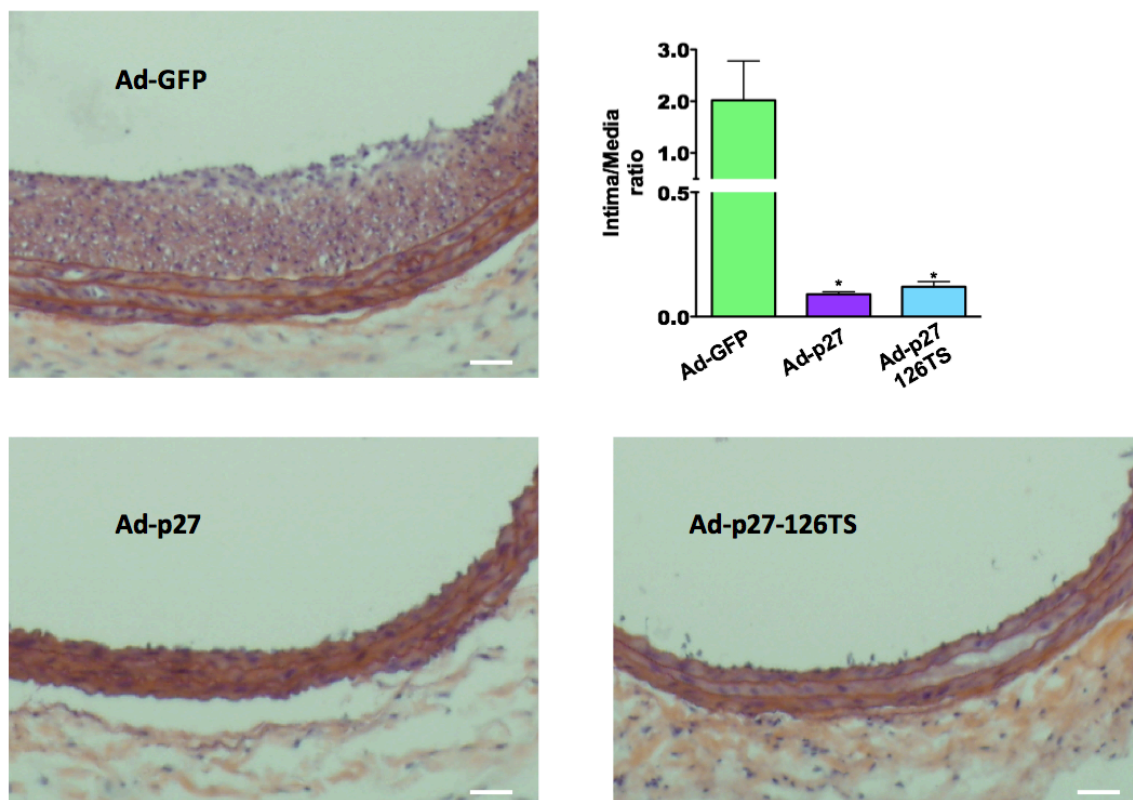 Ad-GFP
Intima/Media
ratio
3.0
2.0
1.0
0.5
0.0
*
*
Ad-GFP
Ad-p27
Ad-p27
126TS
Ad-p27
Ad-p27-126TS